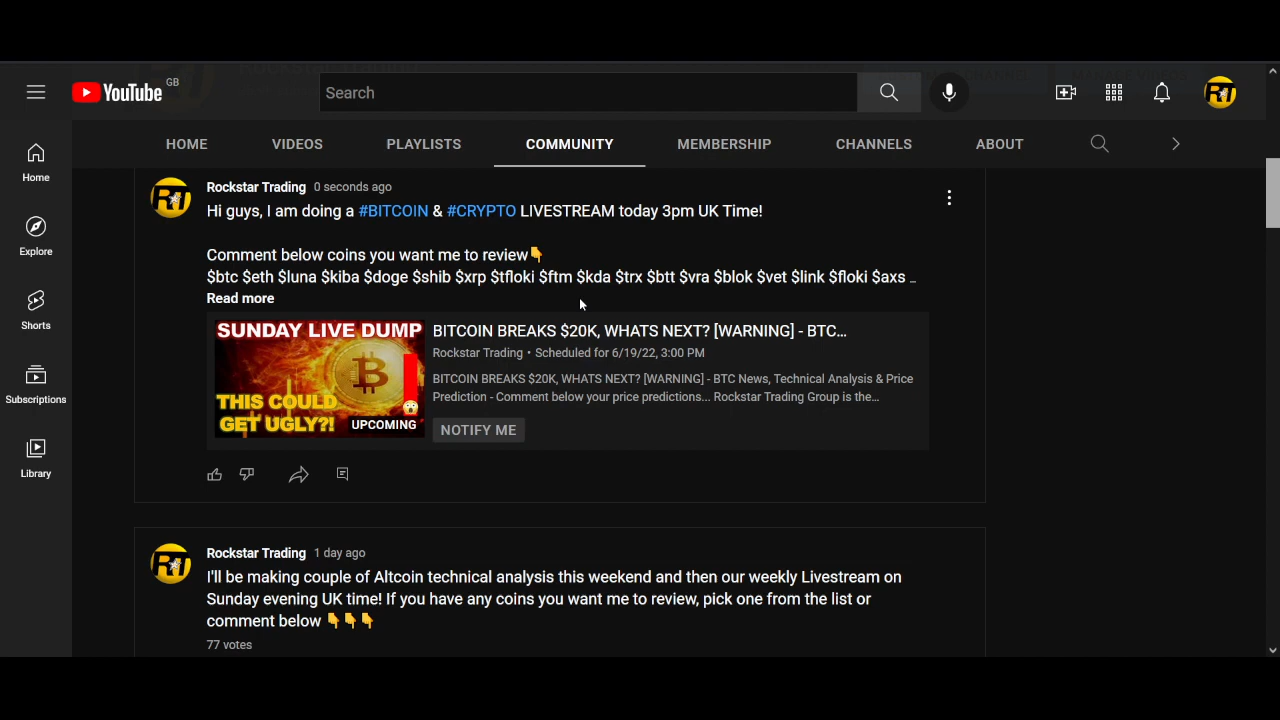 YouTube GB
Search
Home
Explore
Shorts
Subscriptions
Library
HOME VIDEOS PLAYLISTS COMMUNITY MEMBERSHIP CHANNELS ABOUT
Rockstar Trading 0 seconds ago
Hi guys, I am doing a #BITCOIN & #CRYPTO LIVESTREAM today 3pm UK Time!
Comment below coins you want me to review👇
$btc $eth $luna $kiba $doge $shib $xrp $tfloki $ftm $kda $trx $btt $vra $blok $vet $link $floki $axs ...
Read more
SUNDAY LIVE DUMP
THIS COULD
GET UGLY?!
UPCOMING
BITCOIN BREAKS $20K, WHATS NEXT? [WARNING] - BTC...
Rockstar Trading • Scheduled for 6/19/22, 3:00 PM
BITCOIN BREAKS $20K, WHATS NEXT? [WARNING] - BTC News, Technical Analysis & Price
Prediction - Comment below your price predictions... Rockstar Trading Group is the...
NOTIFY ME
Rockstar Trading 1 day ago
I'll be making couple of Altcoin technical analysis this weekend and then our weekly Livestream on
Sunday evening UK time! If you have any coins you want me to review, pick one from the list or
comment below 👇👇👇
77 votes